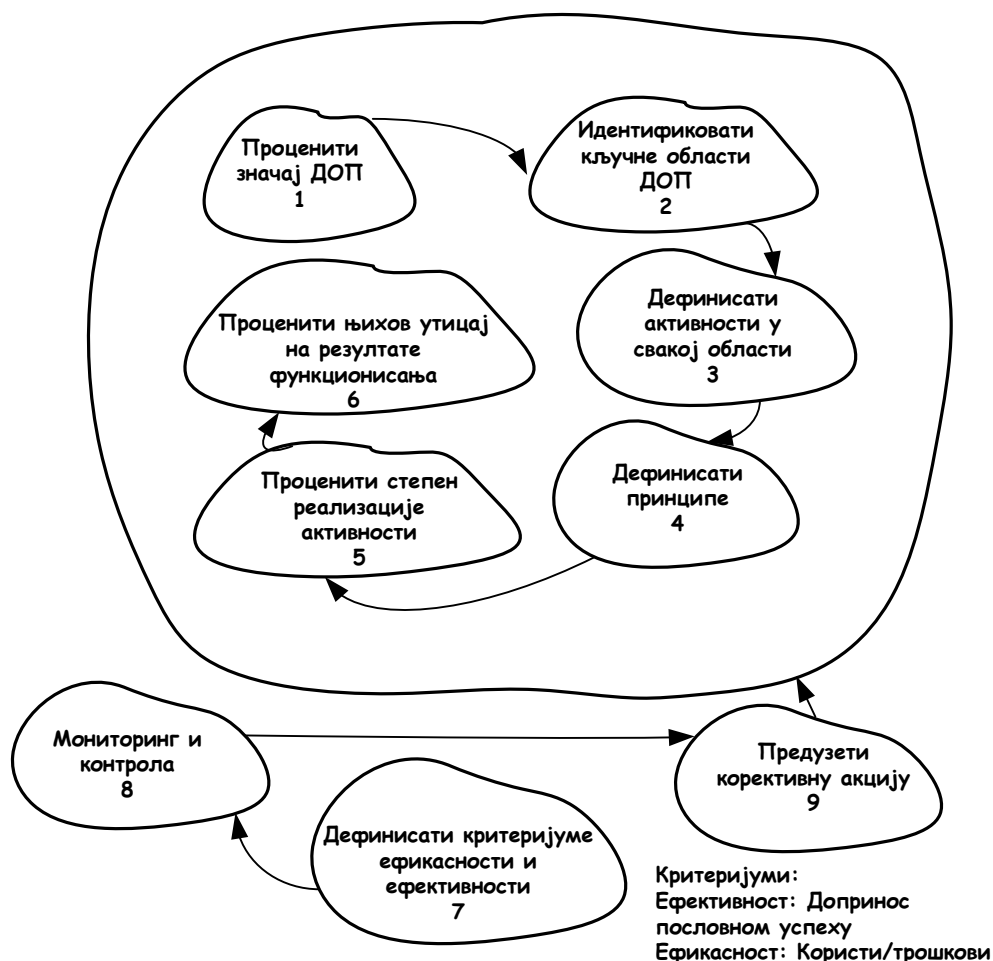 Проценити
значај ДОП
1
Идентификовати
кључне области
ДОП
2
Дефинисати
активности у
свакој области
3
Проценити њихов утицај
на резултате
функционисања
6
Дефинисати
принципе
4
Проценити степен
реализације
активности
5
Мониторинг и
контрола
8
Предузети
корективну акцију
9
Дефинисати критеријуме
ефикасности и
ефективности
7
Критеријуми:
Ефективност: Допринос
пословном успеху
Ефикасност: Користи/трошкови